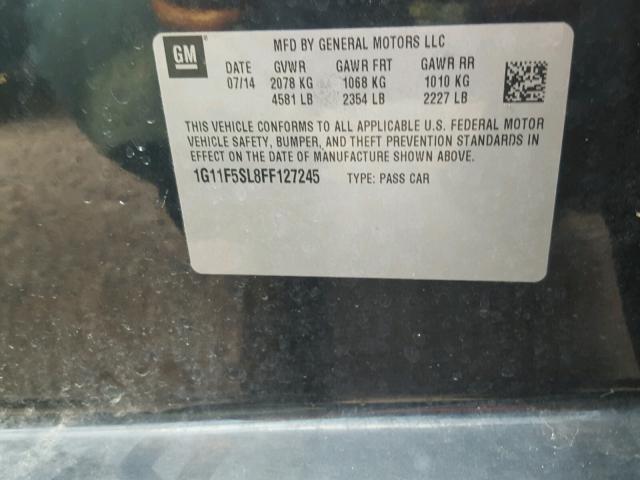 GM MFD BY GENERAL MOTORS LLC
DATE GVWR GAWR FRT GAWR RR
07/14 2078 KG 1068 KG 1010 KG
4581 LB 2354 LB 2227 LB
THIS VEHICLE CONFORMS TO ALL APPLICABLE U.S. FEDERAL MOTOR
VEHICLE SAFETY, BUMPER, AND THEFT PREVENTION STANDARDS IN
EFFECT ON THE DATE OF MANUFACTURE SHOWN ABOVE.
1G11F5SL8FF127245 TYPE: PASS CAR